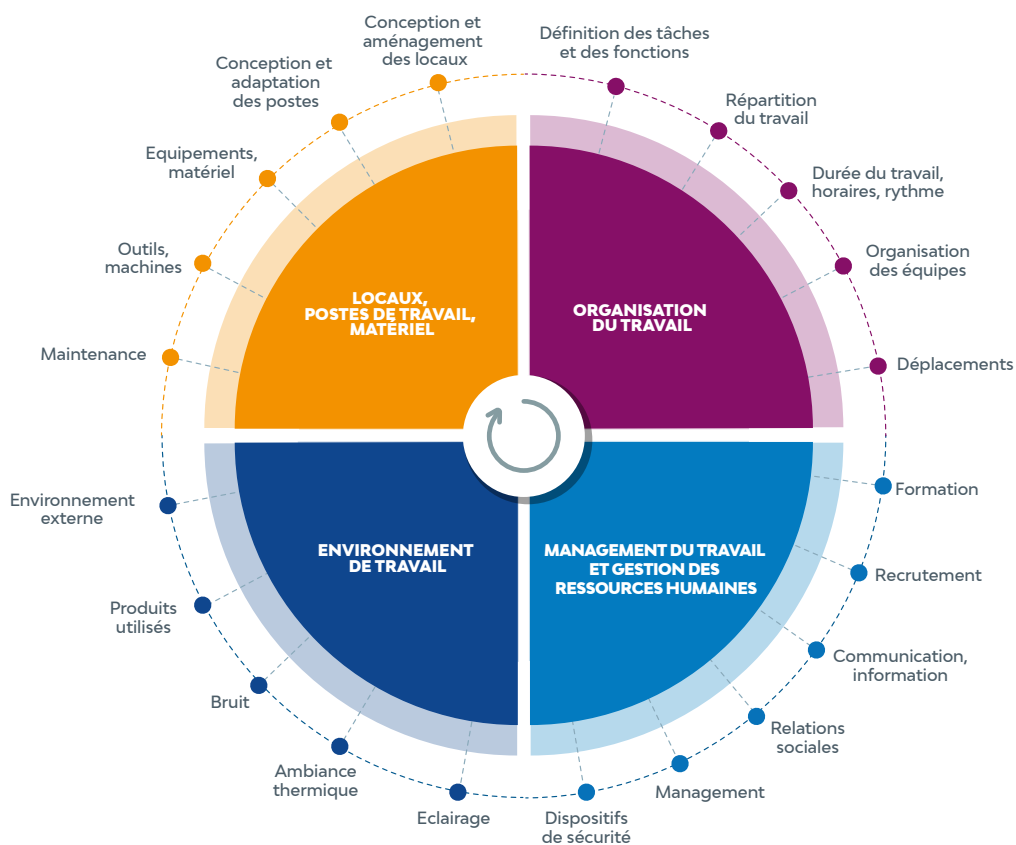 Conception et
aménagement
des locaux
Conception et
adaptation
des postes
Equipements,
matériel
Outils,
machines
Maintenance
LOCAUX,
POSTES DE TRAVAIL,
MATÉRIEL
Définition des tâches
et des fonctions
Répartition
du travail
Durée du travail,
horaires, rythme
Organisation
des équipes
Déplacements
ORGANISATION
DU TRAVAIL
Environnement
externe
Produits
utilisés
Bruit
Ambiance
thermique
Eclairage
ENVIRONNEMENT
DE TRAVAIL
MANAGEMENT DU TRAVAIL
ET GESTION DES
RESSOURCES HUMAINES
Formation
Recrutement
Communication,
information
Relations
sociales
Management
Dispositifs
de sécurité